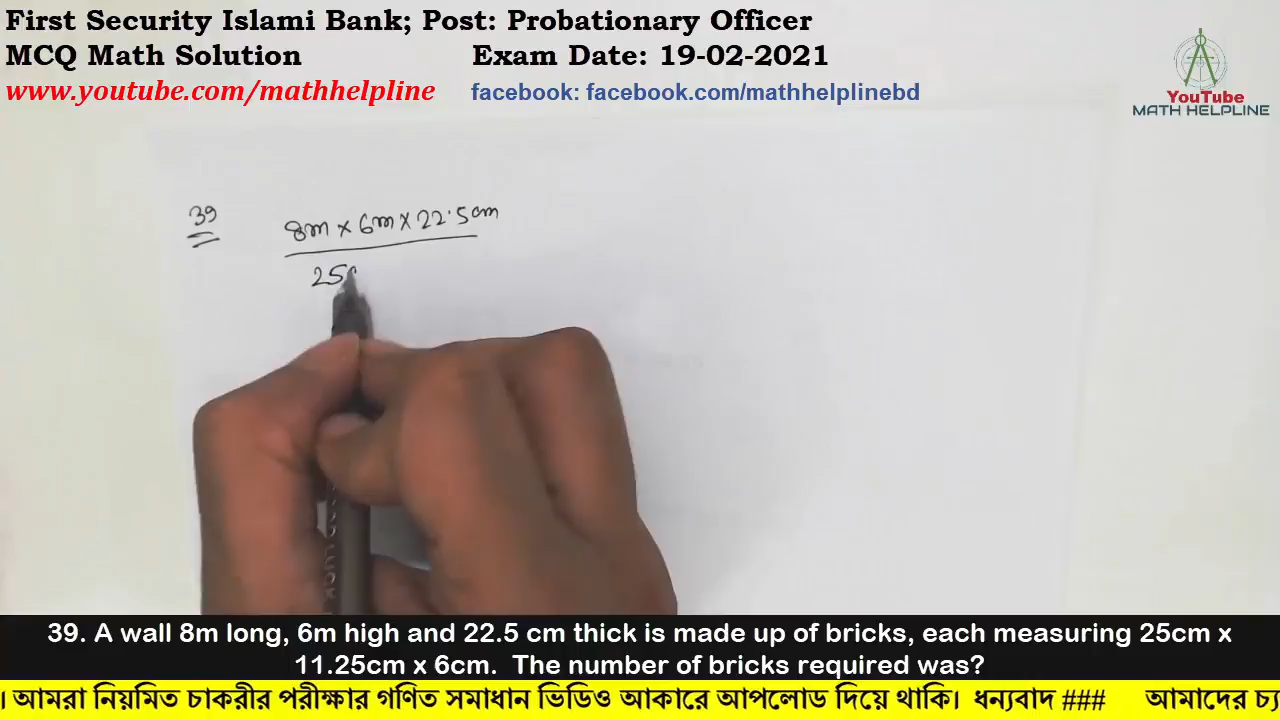 First Security Islami Bank; Post: Probationary Officer
MCQ Math Solution Exam Date: 19-02-2021
www.youtube.com/mathhelpline facebook: facebook.com/mathhelplinebd
YouTube
MATH HELPLINE
39 8m × 6m × 22.5cm
25
39. A wall 8m long, 6m high and 22.5 cm thick is made up of bricks, each measuring 25cm x
11.25cm x 6cm. The number of bricks required was?
। আমরা নিয়মিত চাকরীর পরীক্ষার গণিত সমাধান ভিডিও আকারে আপলোড দিয়ে থাকি। ধন্যবাদ ### আমাদের